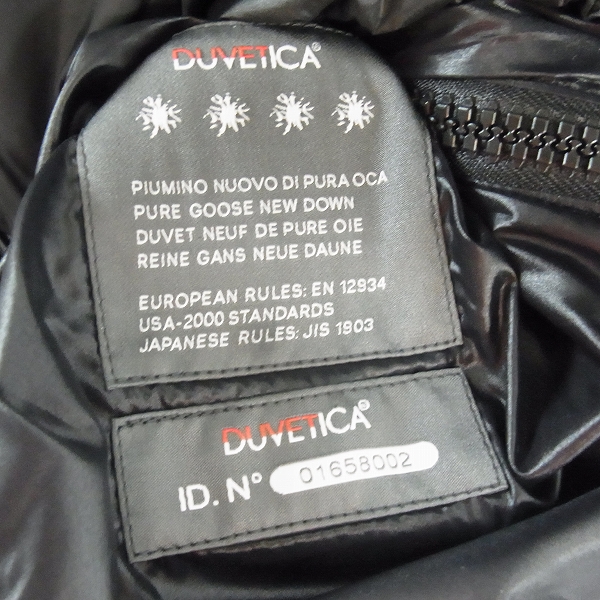 DUVETICA®
PIUMINO NUOVO DI PURA OCA
PURE GOOSE NEW DOWN
DUVET NEUF DE PURE OIE
REINE GANS NEUE DAUNE
EUROPEAN RULES: EN 12934
USA-2000 STANDARDS
JAPANESE RULES: JIS 1903
DUVETICA®
ID. N° 01658002